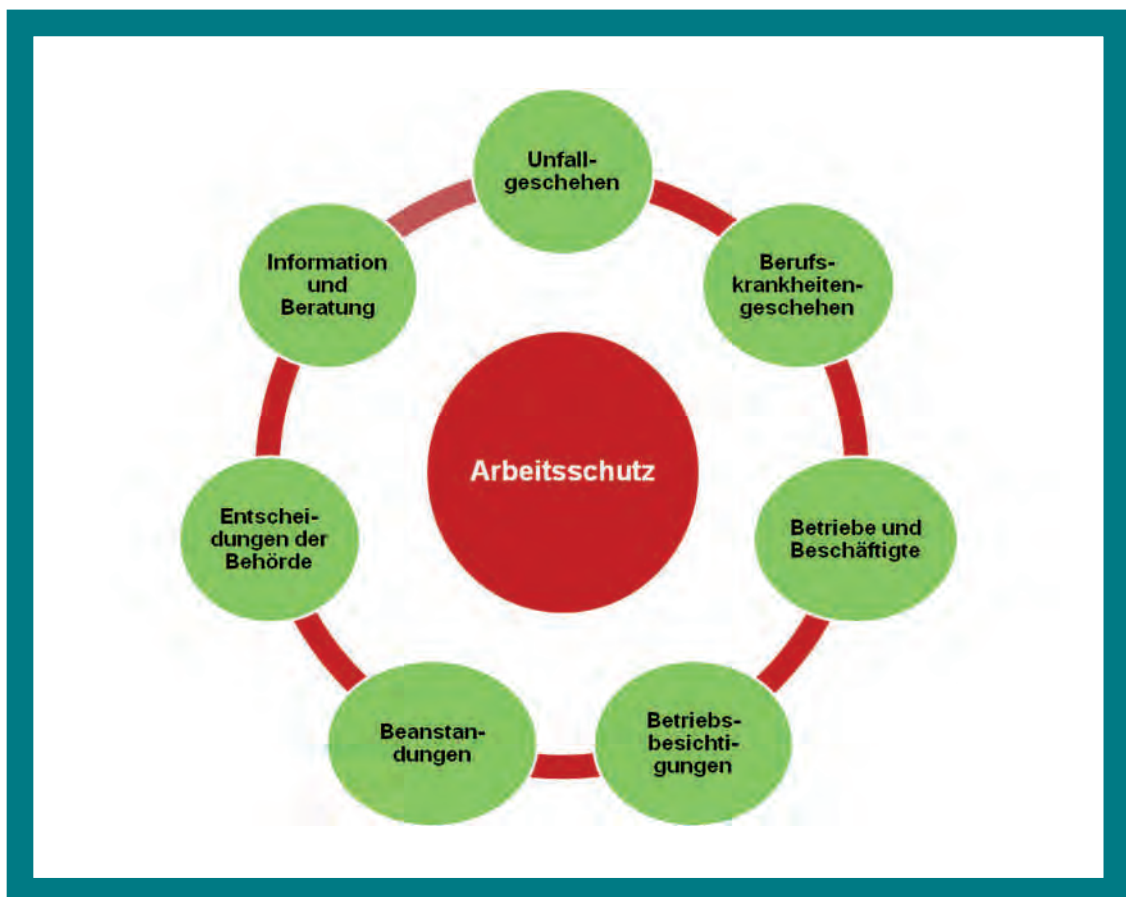 Unfall-
geschehen
Berufs-
krankheiten-
geschehen
Betriebe und
Beschäftigte
Betriebs-
besichti-
gungen
Beanstan-
dungen
Entschei-
dungen der
Behörde
Information
und
Beratung
Arbeitsschutz